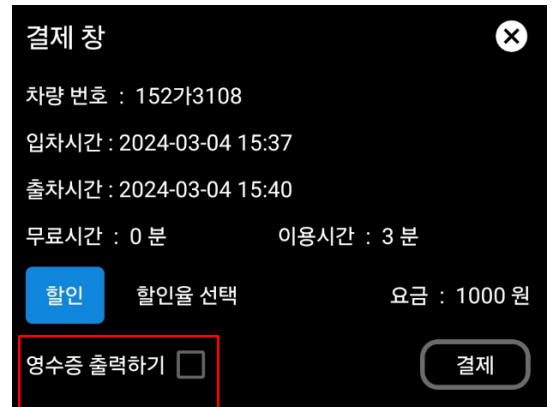 결제 창
차량 번호 : 152가3108
입차시간 : 2024-03-04 15:37
출차시간 : 2024-03-04 15:40
무료시간 : 0 분 이용시간 : 3 분
할인 할인율 선택 요금 : 1000 원
영수증 출력하기 결제